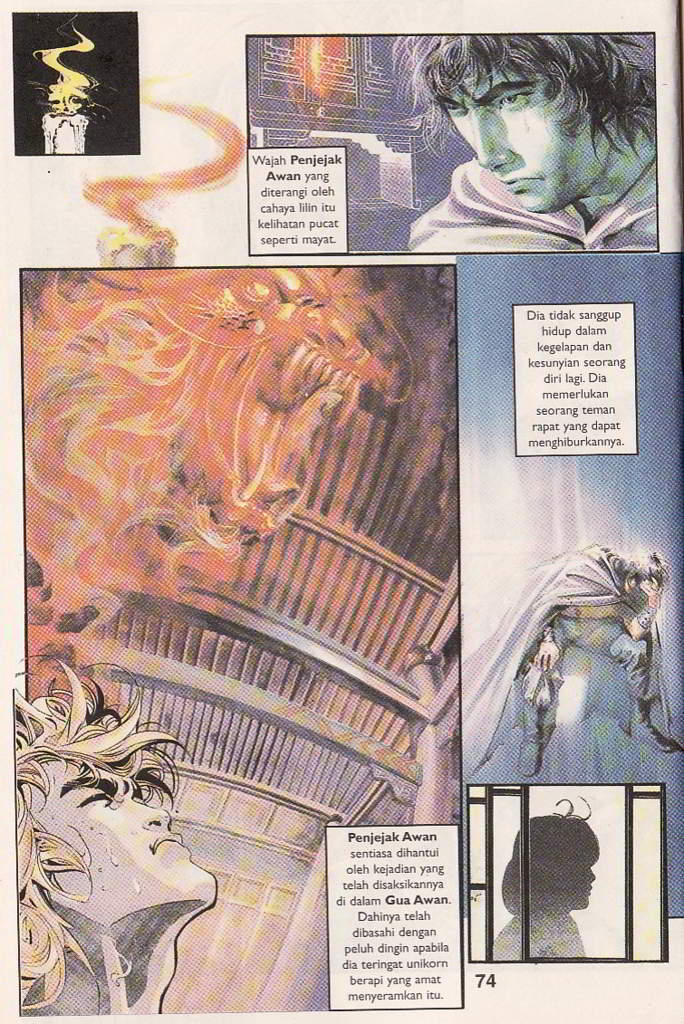 Wajah Penjejak
Awan yang
diterangi oleh
cahaya lilin itu
kelihatan pucat
seperti mayat.
Dia tidak sanggup
hidup dalam
kegelapan dan
kesunyian seorang
diri lagi. Dia
memerlukan
seorang teman
rapat yang dapat
menghiburkannya.
Penjejak Awan
sentiasa dihantui
oleh kejadian yang
telah disaksikannya
di dalam Gua Awan.
Dahinya telah
dibasahi dengan
peluh dingin apabila
dia teringat unikorn
berapi yang amat
menyeramkan itu.
74